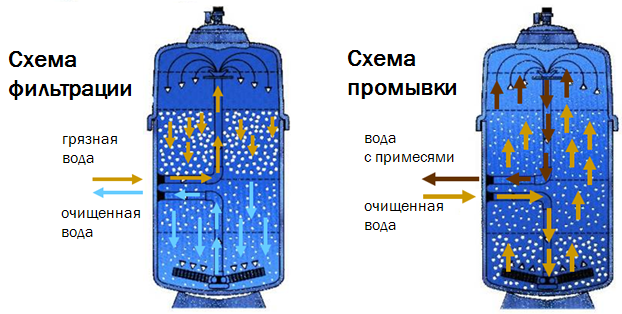 Схема
фильтрации
грязная
вода
очищенная
вода
Схема
промывки
вода
с примесями
очищенная
вода